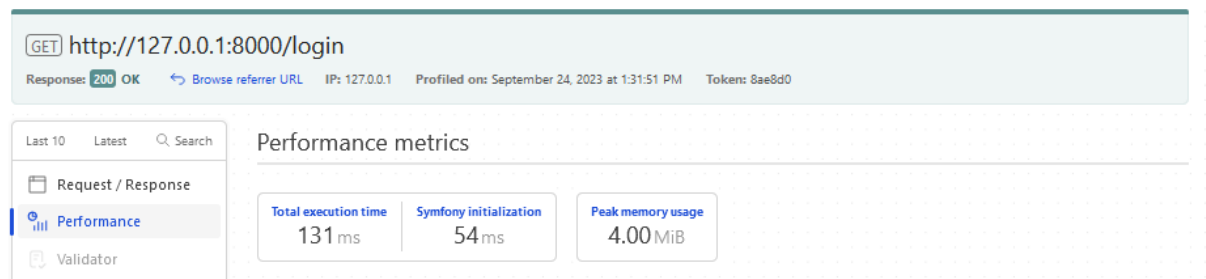 GET http://127.0.0.1:8000/login
Response: 200 OK Browse referrer URL IP: 127.0.0.1 Profiled on: September 24, 2023 at 1:31:51 PM Token: 8ae8d0
Last 10 Latest Search
Performance metrics
Request / Response
Performance
Validator
Total execution time Symfony initialization Peak memory usage
131 ms 54 ms 4.00 MiB